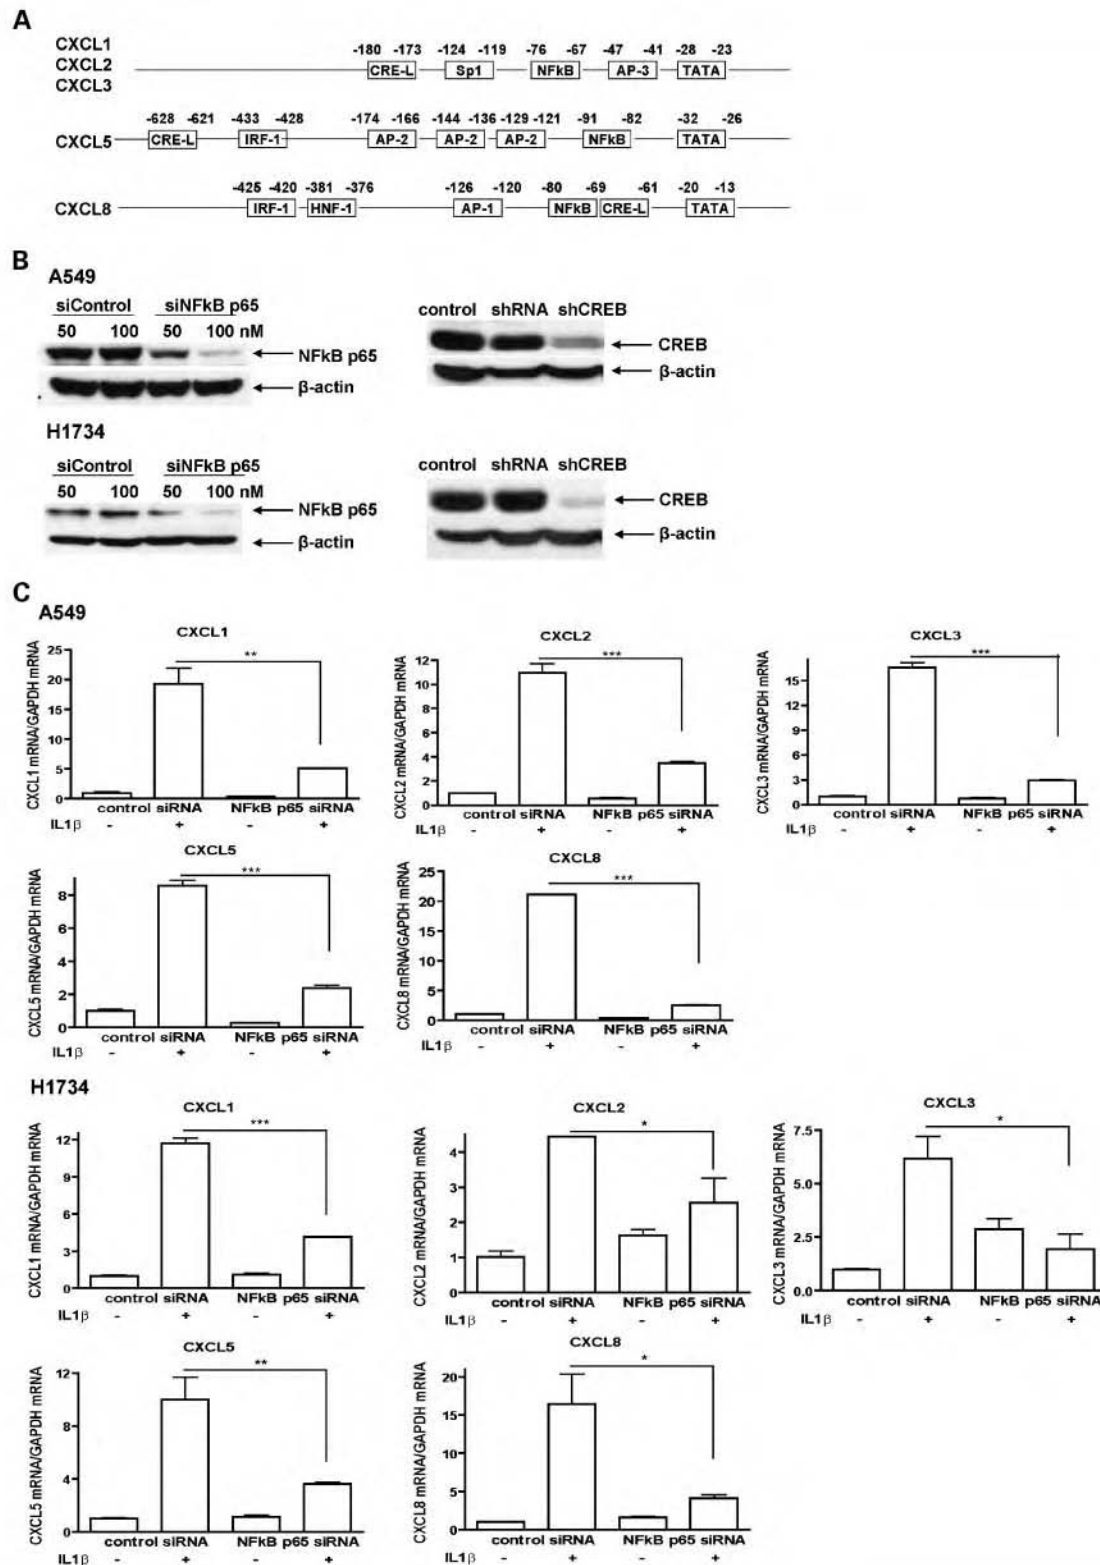 A
CXCL1
CXCL2
CXCL3
-180 -173 -124 -119 -76 -67 -47 -41 -28 -23
CRE-L Sp1 NFkB AP-3 TATA
-628 -621 -433 -428 -174 -166 -144 -136 -129 -121 -91 -82 -32 -26
CXCL5 CRE-L IRF-1 AP-2 AP-2 AP-2 NFkB TATA
-425 -420 -381 -376 -126 -120 -80 -69 -61 -20 -13
CXCL8 IRF-1 HNF-1 AP-1 NFkB CRE-L TATA
B
A549
siControl siNFkB p65
50 100 50 100 nM
NFkB p65
β-actin
control shRNA shCREB
CREB
β-actin
H1734
siControl siNFkB p65
50 100 50 100 nM
NFkB p65
β-actin
control shRNA shCREB
CREB
β-actin
C
A549
CXCL1
CXCL1 mRNA/GAPDH mRNA
25
20
15
10
5
0
**
control siRNA NFkB p65 siRNA
IL1β - + - +
CXCL2
CXCL2 mRNA/GAPDH mRNA
12
10
8
6
4
2
0
***
control siRNA NFkB p65 siRNA
IL1β - + - +
CXCL3
CXCL3 mRNA/GAPDH mRNA
15
12
9
6
3
0
***
control siRNA NFkB p65 siRNA
IL1β - + - +
CXCL5
CXCL5 mRNA/GAPDH mRNA
8
6
4
2
0
***
control siRNA NFkB p65 siRNA
IL1β - + - +
CXCL8
CXCL8 mRNA/GAPDH mRNA
25
20
15
10
5
0
***
control siRNA NFkB p65 siRNA
IL1β - + - +
H1734
CXCL1
CXCL1 mRNA/GAPDH mRNA
12
9
6
3
0
***
control siRNA NFkB p65 siRNA
IL1β - + - +
CXCL2
CXCL2 mRNA/GAPDH mRNA
4
3
2
1
0
*
control siRNA NFkB p65 siRNA
IL1β - + - +
CXCL3
CXCL3 mRNA/GAPDH mRNA
7.5
5.0
2.5
0.0
*
control siRNA NFkB p65 siRNA
IL1β - + - +
CXCL5
CXCL5 mRNA/GAPDH mRNA
12
8
4
0
**
control siRNA NFkB p65 siRNA
IL1β - + - +
CXCL8
CXCL8 mRNA/GAPDH mRNA
20
15
10
5
0
*
control siRNA NFkB p65 siRNA
IL1β - + - +